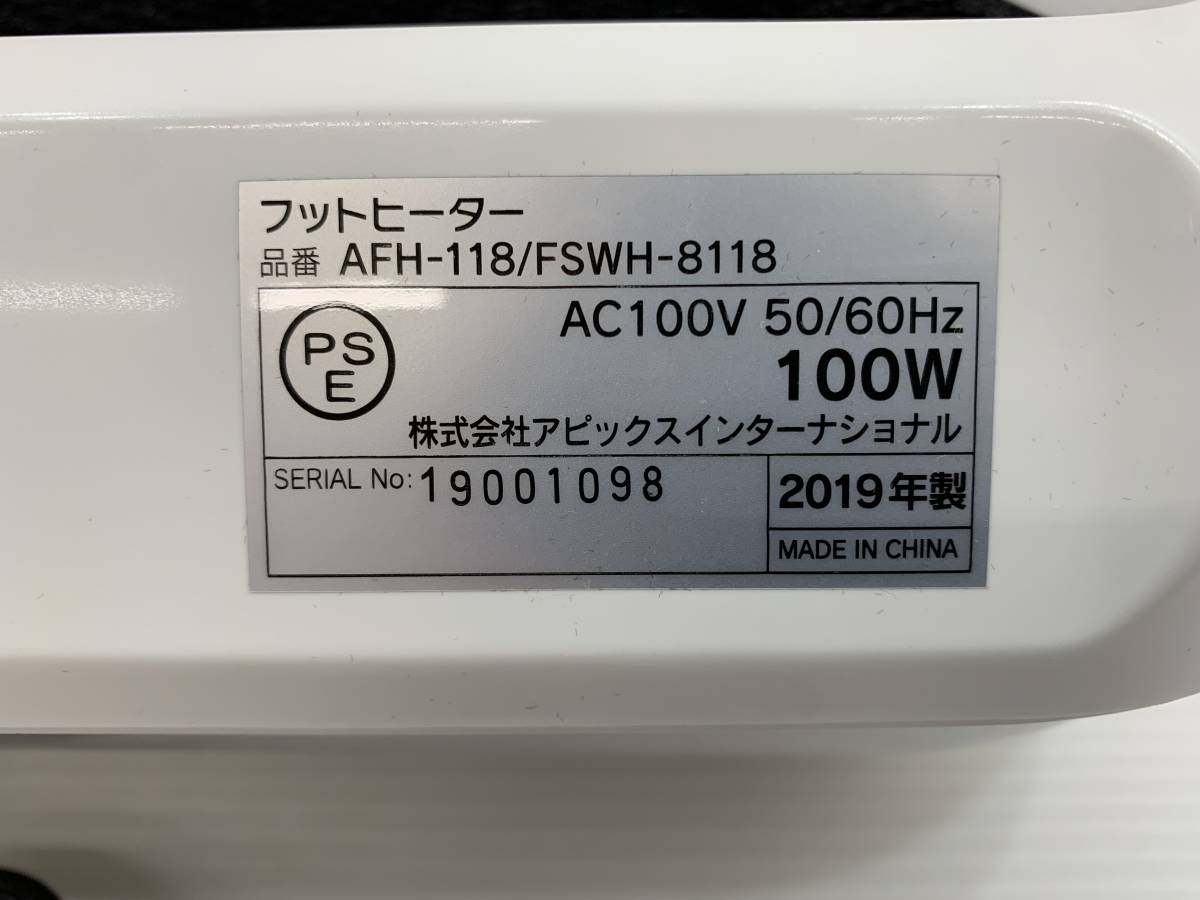 フットヒーター
品番 AFH-118/FSWH-8118
PS
E
AC100V 50/60Hz
100W
株式会社アピックスインターナショナル
SERIAL No: 19001098
2019年製
MADE IN CHINA